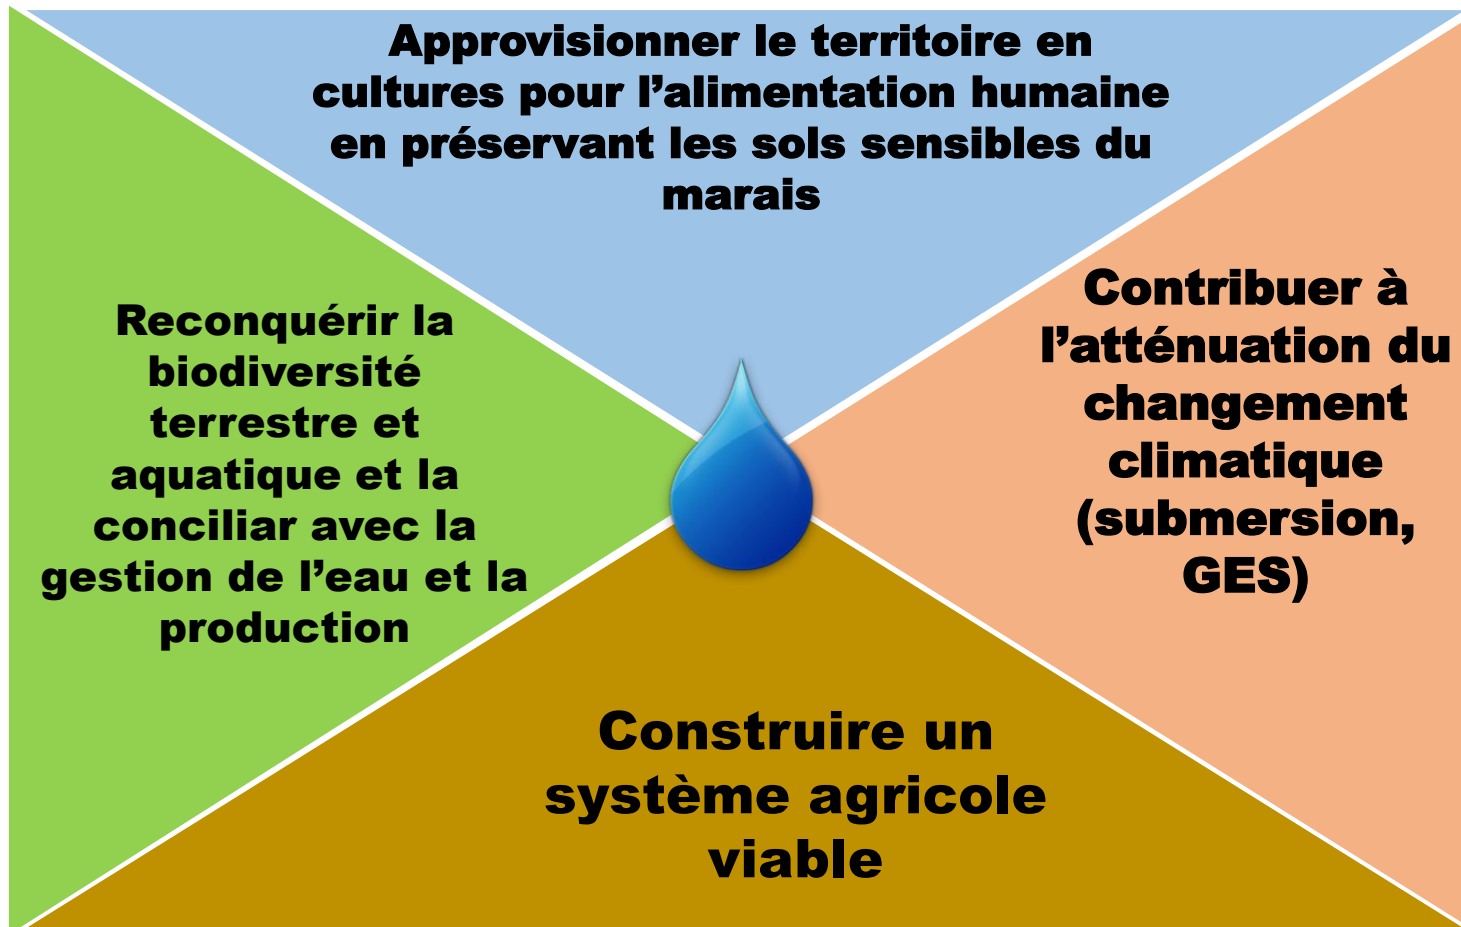 Approvisionner le territoire en
cultures pour l’alimentation humaine
en préservant les sols sensibles du
marais
Reconquérir la
biodiversité
terrestre et
aquatique et la
conciliar avec la
gestion de l’eau et la
production
Contribuer à
l’atténuation du
changement
climatique
(submersion,
GES)
Construire un
système agricole
viable